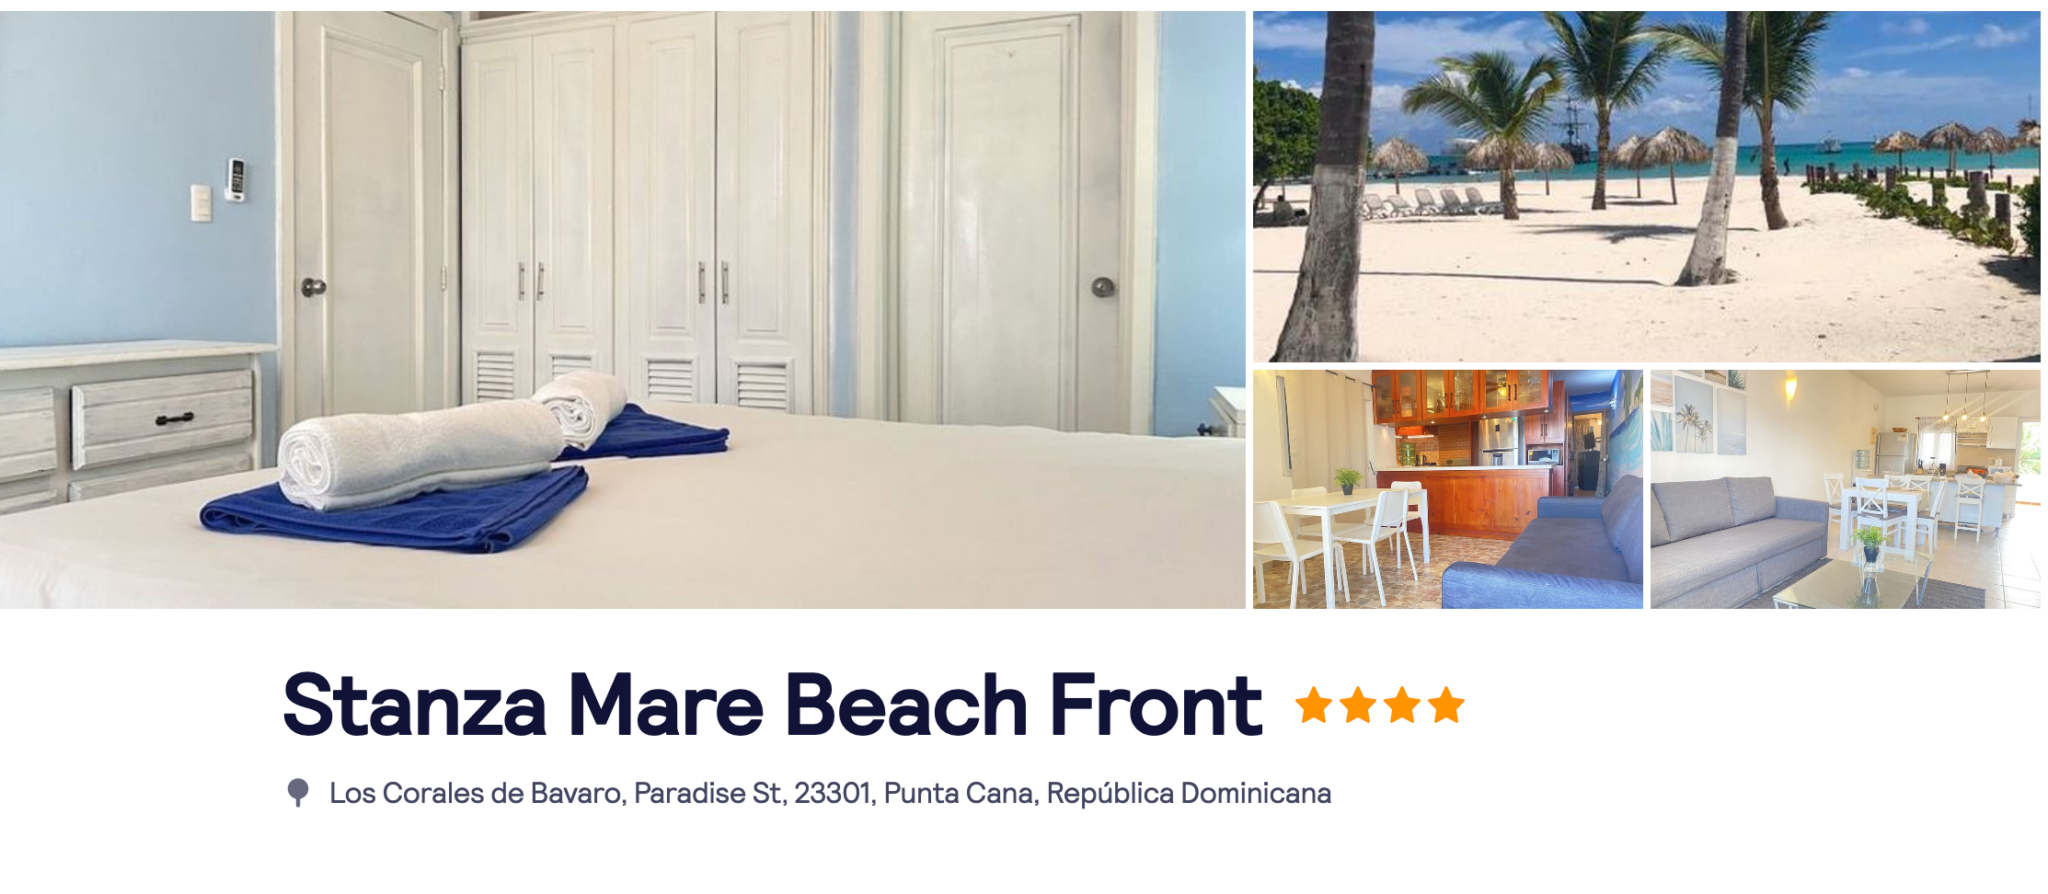 Stanza Mare Beach Front
Los Corales de Bavaro, Paradise St, 23301, Punta Cana, República Dominicana